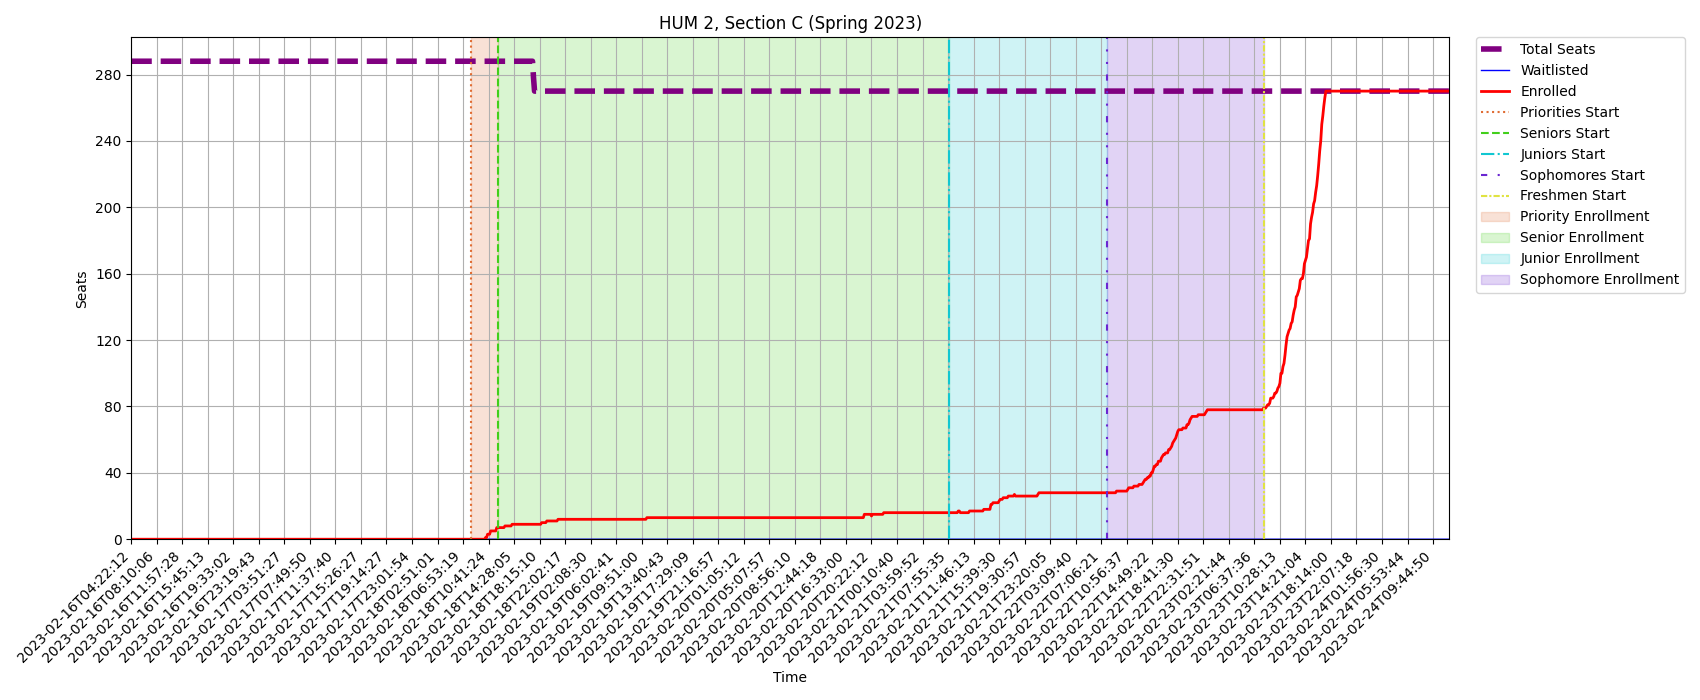 HUM 2, Section C (Spring 2023)
Seats
280
240
200
160
120
80
40
0
2023-02-16T04:22:12
2023-02-16T08:10:06
2023-02-16T11:57:28
2023-02-16T15:45:13
2023-02-16T19:33:02
2023-02-16T23:19:43
2023-02-17T03:51:27
2023-02-17T07:49:50
2023-02-17T11:37:40
2023-02-17T15:26:27
2023-02-17T19:14:27
2023-02-17T23:01:54
2023-02-18T02:51:01
2023-02-18T06:53:19
2023-02-18T10:41:24
2023-02-18T14:28:05
2023-02-18T18:15:10
2023-02-18T22:02:17
2023-02-19T02:08:30
2023-02-19T06:02:41
2023-02-19T09:51:00
2023-02-19T13:40:43
2023-02-19T17:29:09
2023-02-19T21:16:57
2023-02-20T01:05:12
2023-02-20T05:07:57
2023-02-20T08:56:10
2023-02-20T12:44:18
2023-02-20T16:33:00
2023-02-20T20:22:12
2023-02-21T00:10:40
2023-02-21T03:59:52
2023-02-21T07:55:35
2023-02-21T11:46:13
2023-02-21T15:39:30
2023-02-21T19:30:57
2023-02-21T23:20:05
2023-02-22T03:09:40
2023-02-22T07:06:21
2023-02-22T10:56:37
2023-02-22T14:49:22
2023-02-22T18:41:30
2023-02-22T22:31:51
2023-02-23T02:21:44
2023-02-23T06:37:36
2023-02-23T10:28:13
2023-02-23T14:21:04
2023-02-23T18:14:00
2023-02-23T22:07:18
2023-02-24T01:56:30
2023-02-24T05:53:44
2023-02-24T09:44:50
Time
Total Seats
Waitlisted
Enrolled
Priorities Start
Seniors Start
Juniors Start
Sophomores Start
Freshmen Start
Priority Enrollment
Senior Enrollment
Junior Enrollment
Sophomore Enrollment